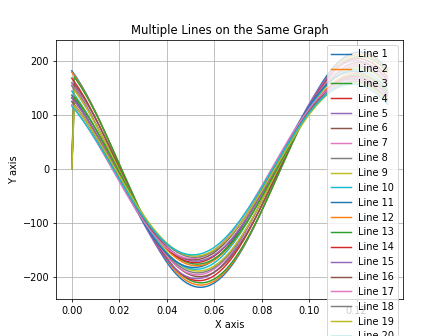 Multiple Lines on the Same Graph
Y axis
200
100
0
−100
−200
0.00
0.02
0.04
0.06
0.08
0.10
X axis
Line 1
Line 2
Line 3
Line 4
Line 5
Line 6
Line 7
Line 8
Line 9
Line 10
Line 11
Line 12
Line 13
Line 14
Line 15
Line 16
Line 17
Line 18
Line 19
Line 20